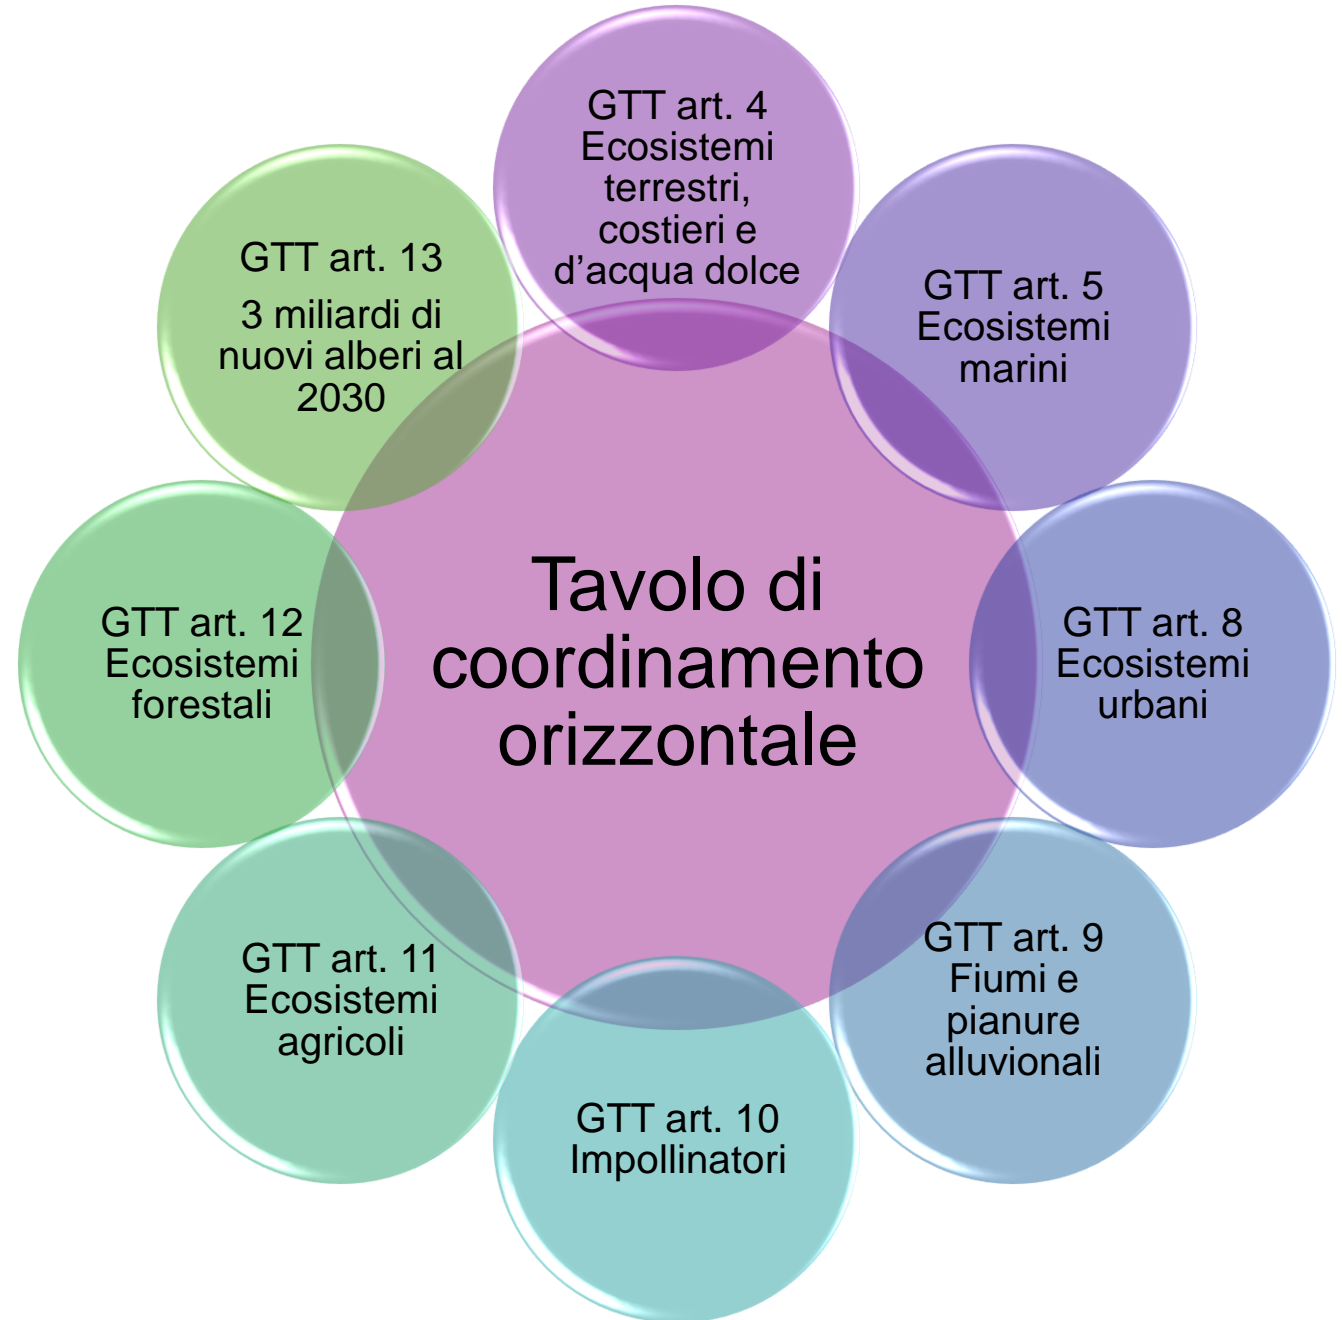 GTT art. 4
Ecosistemi
terrestri,
costieri e
d’acqua dolce
GTT art. 5
Ecosistemi
marini
GTT art. 8
Ecosistemi
urbani
GTT art. 9
Fiumi e
pianure
alluvionali
GTT art. 10
Impollinatori
GTT art. 11
Ecosistemi
agricoli
GTT art. 12
Ecosistemi
forestali
GTT art. 13
3 miliardi di
nuovi alberi al
2030
Tavolo di
coordinamento
orizzontale